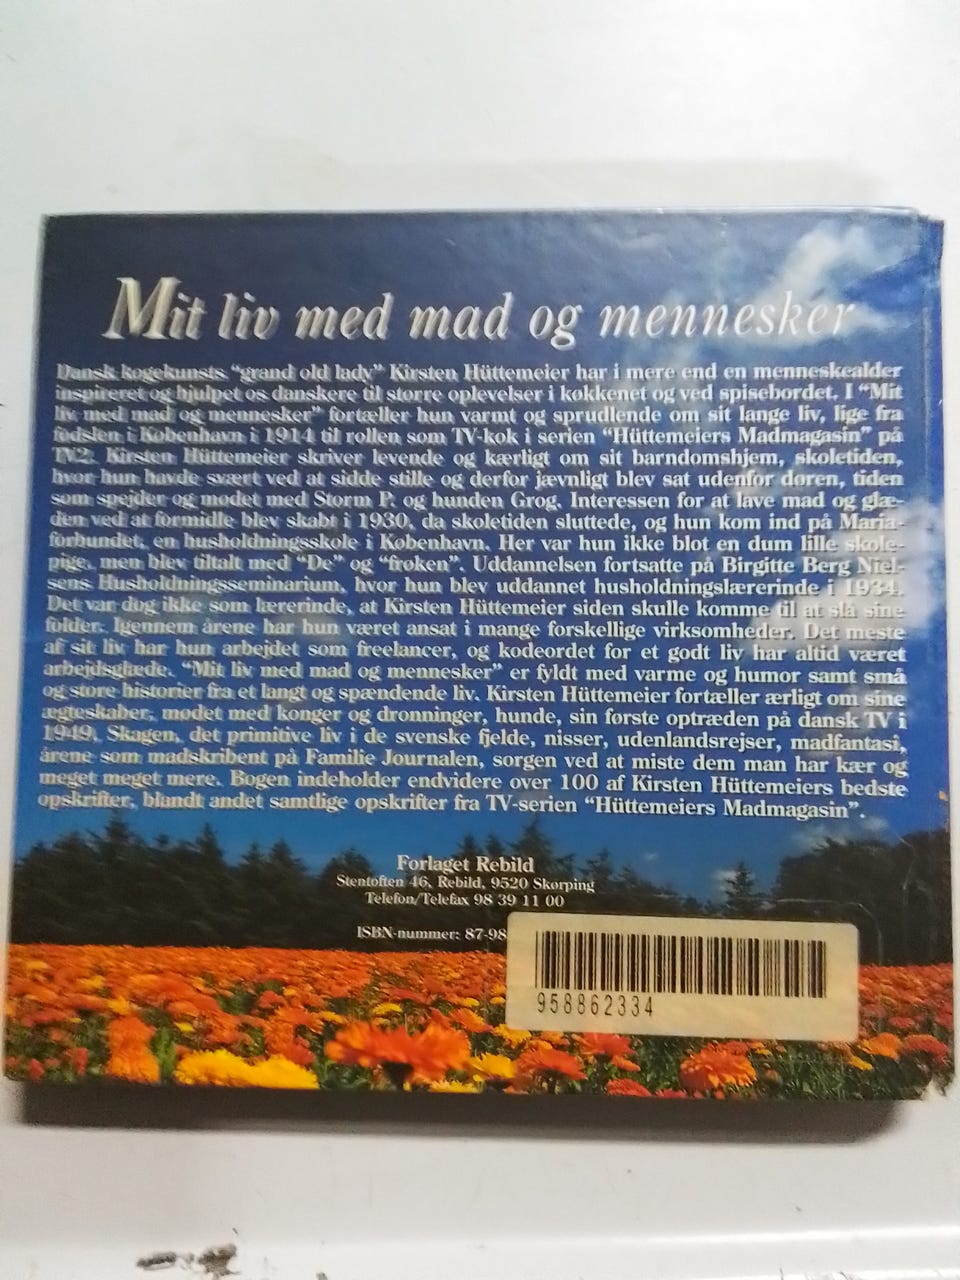 Mit liv med mad og mennesker
Dansk kogekunsts "grand old lady" Kirsten Hüttemeier har i mere end en menneskealder
inspireret og hjulpet os danskere til større oplevelser i køkkenet og ved spisebordet. I "Mit
liv med mad og mennesker" fortæller hun varmt og sprudlende om sit lange liv, lige fra
fødslen i København i 1914 til rollen som TV-kok i serien "Hüttemeiers Madmagasin" på
TV2. Kirsten Hüttemeier skriver levende og kærligt om sit barndomshjem, skoletiden,
hvor hun havde svært ved at sidde stille og derfor jævnligt blev sat udenfor døren, tiden
som spejder og mødet med Storm P. og hunden Grog. Interessen for at lave mad og glæ-
den ved at formidle blev skabt i 1930, da skoletiden sluttede, og hun kom ind på Maria-
forbundet, en husholdningsskole i København. Her var hun ikke blot en dum lille skole-
pige, men blev tiltalt med "De" og "frøken". Uddannelsen fortsatte på Birgitte Berg Niel-
sens Husholdningsseminarium, hvor hun blev uddannet husholdningslærerinde i 1934.
Det var dog ikke som lærerinde, at Kirsten Hüttemeier siden skulle komme til at slå sine
folder. Igennem årene har hun været ansat i mange forskellige virksomheder. Det meste
af sit liv har hun arbejdet som freelancer, og kodeordet for et godt liv har altid været
arbejdsglæde. "Mit liv med mad og mennesker" er fyldt med varme og humor samt små
og store historier fra et langt og spændende liv. Kirsten Hüttemeier fortæller ærligt om sine
ægteskaber, mødet med konger og dronninger, hunde, sin første optræden på dansk TV i
1949, Skagen, det primitive liv i de svenske fjelde, nisser, udenlandsrejser, madfantasi,
årene som madskribent på Familie Journalen, sorgen ved at miste dem man har kær og
meget meget mere. Bogen indeholder endvidere over 100 af Kirsten Hüttemeiers bedste
opskrifter, blandt andet samtlige opskrifter fra TV-serien "Hüttemeiers Madmagasin".
Forlaget Rebild
Stentoften 46, Rebild, 9520 Skørping
Telefon/Telefax 98 39 11 00
ISBN-nummer: 87-98
958862334